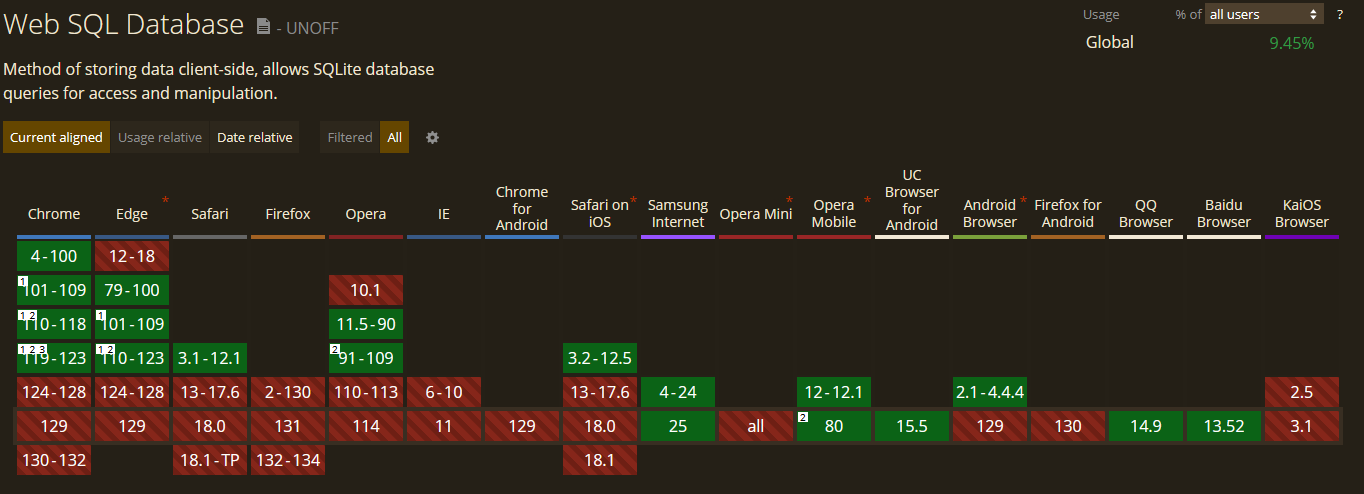 Web SQL Database - UNOFF
Usage % of all users ?
Global 9.45%
Method of storing data client-side, allows SQLite database
queries for access and manipulation.
Current aligned Usage relative Date relative Filtered All
Chrome
Edge *
Safari
Firefox
Opera
IE
Chrome
for
Android
Safari on *
iOS
Samsung
Internet
Opera Mini *
Opera *
Mobile
UC
Browser
for
Android
Android *
Browser
Firefox for
Android
QQ
Browser
Baidu
Browser
KaiOS
Browser
4-100 12-18
1 101-109 79-100 10.1
1 2 110-118 1 101-109 11.5-90
1 2 3 119-123 1 2 110-123 3.1-12.1 2 91-109 3.2-12.5
124-128 124-128 13-17.6 2-130 110-113 6-10 13-17.6 4-24 12-12.1 2.1-4.4.4 2.5
129 129 18.0 131 114 11 129 18.0 25 all 2 80 15.5 129 130 14.9 13.52 3.1
130-132 18.1-TP 132-134 18.1